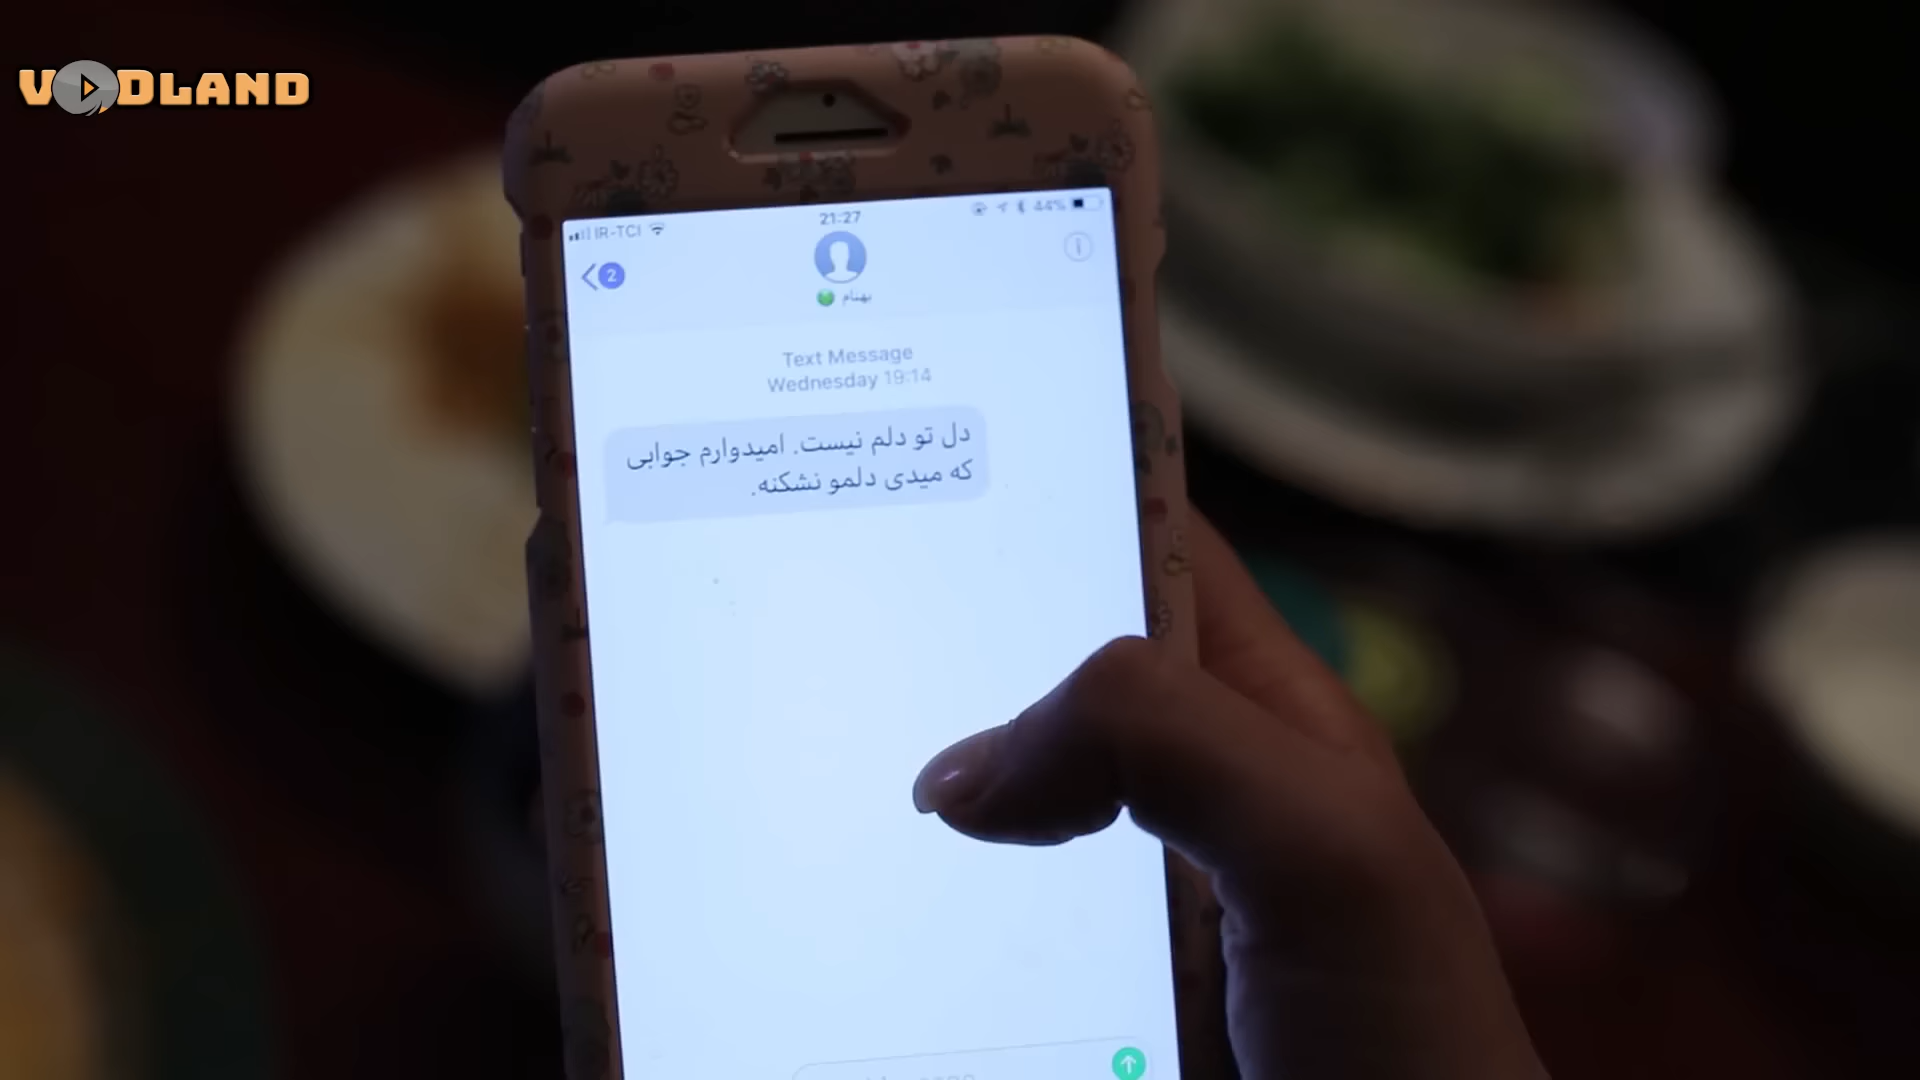 VODLAND
IR-TCI
21:27
44%
2
بهنام
Text Message
Wednesday 19:14
دل تو دلم نیست. امیدوارم جوابی
که میدی دلمو نشکنه.